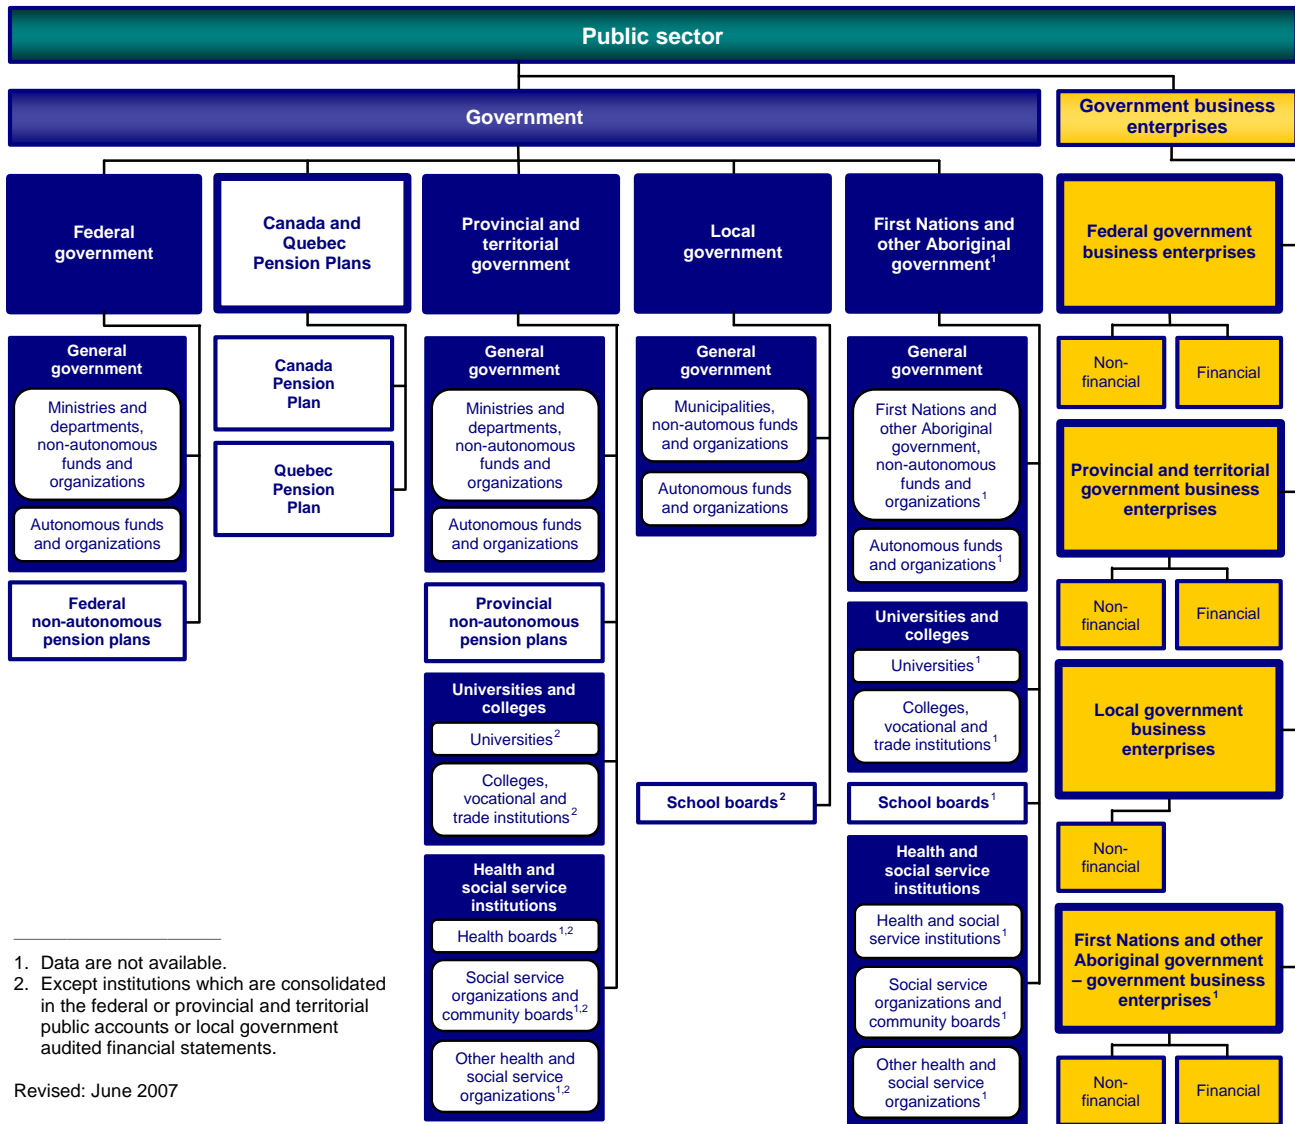 Public sector
Government
Government business
enterprises
Federal
government
Canada and
Quebec
Pension Plans
Provincial and
territorial
government
Local
government
First Nations and
other Aboriginal
government¹
Federal government
business enterprises
General
government
Ministries and
departments,
non-autonomous
funds and
organizations
Autonomous funds
and organizations
Federal
non-autonomous
pension plans
Canada
Pension
Plan
Quebec
Pension
Plan
General
government
Ministries and
departments,
non-autonomous
funds and
organizations
Autonomous funds
and organizations
Provincial
non-autonomous
pension plans
Universities and
colleges
Universities²
Colleges,
vocational and
trade institutions²
Health and
social service
institutions
Health boards¹,²
Social service
organizations and
community boards¹,²
Other health and
social service
organizations¹,²
General
government
Municipalities,
non-automous funds
and organizations
Autonomous funds
and organizations
School boards²
General
government
First Nations and
other Aboriginal
government,
non-autonomous
funds and
organizations¹
Autonomous funds
and organizations¹
Universities and
colleges
Universities¹
Colleges,
vocational and
trade institutions¹
School boards¹
Health and
social service
institutions
Health and social
service institutions¹
Social service
organizations and
community boards¹
Other health and
social service
organizations¹
Non-
financial
Financial
Provincial and territorial
government business
enterprises
Non-
financial
Financial
Local government
business
enterprises
Non-
financial
First Nations and other
Aboriginal government
– government business
enterprises¹
Non-
financial
Financial
1. Data are not available.
2. Except institutions which are consolidated
in the federal or provincial and territorial
public accounts or local government
audited financial statements.
Revised: June 2007